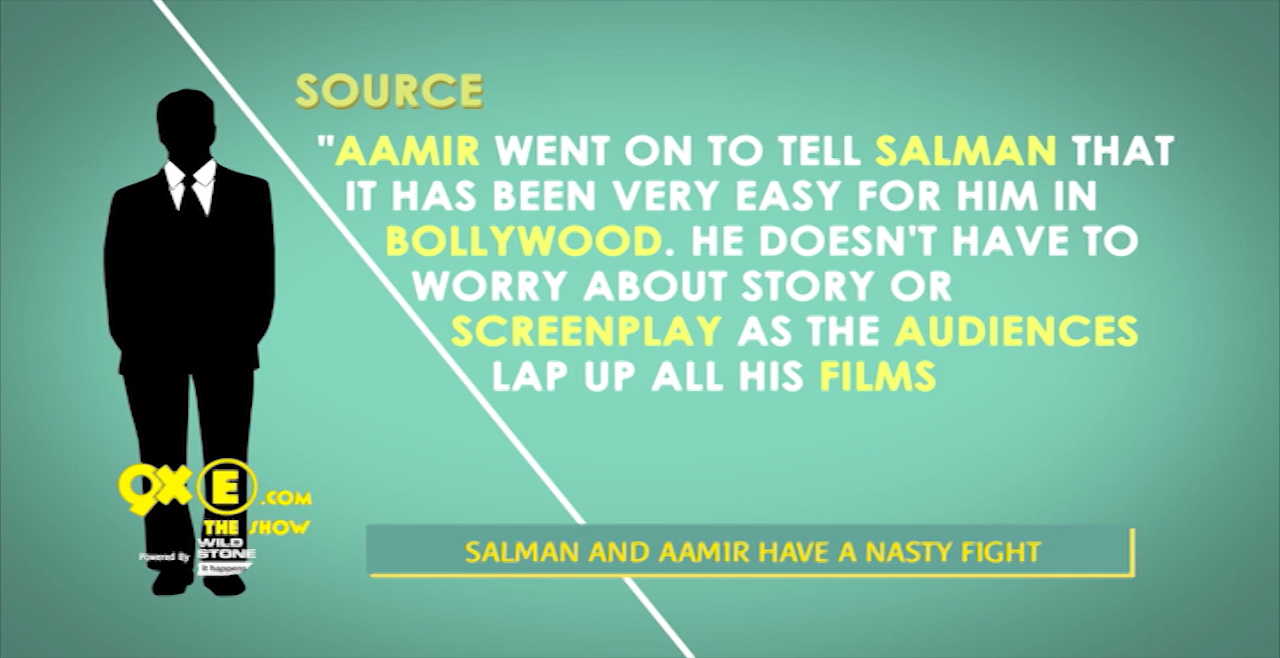 SOURCE
"AAMIR WENT ON TO TELL SALMAN THAT
IT HAS BEEN VERY EASY FOR HIM IN
BOLLYWOOD. HE DOESN'T HAVE TO
WORRY ABOUT STORY OR
SCREENPLAY AS THE AUDIENCES
LAP UP ALL HIS FILMS
9X E .COM
THE SHOW
Powered By WILD
STONE
it happens
SALMAN AND AAMIR HAVE A NASTY FIGHT